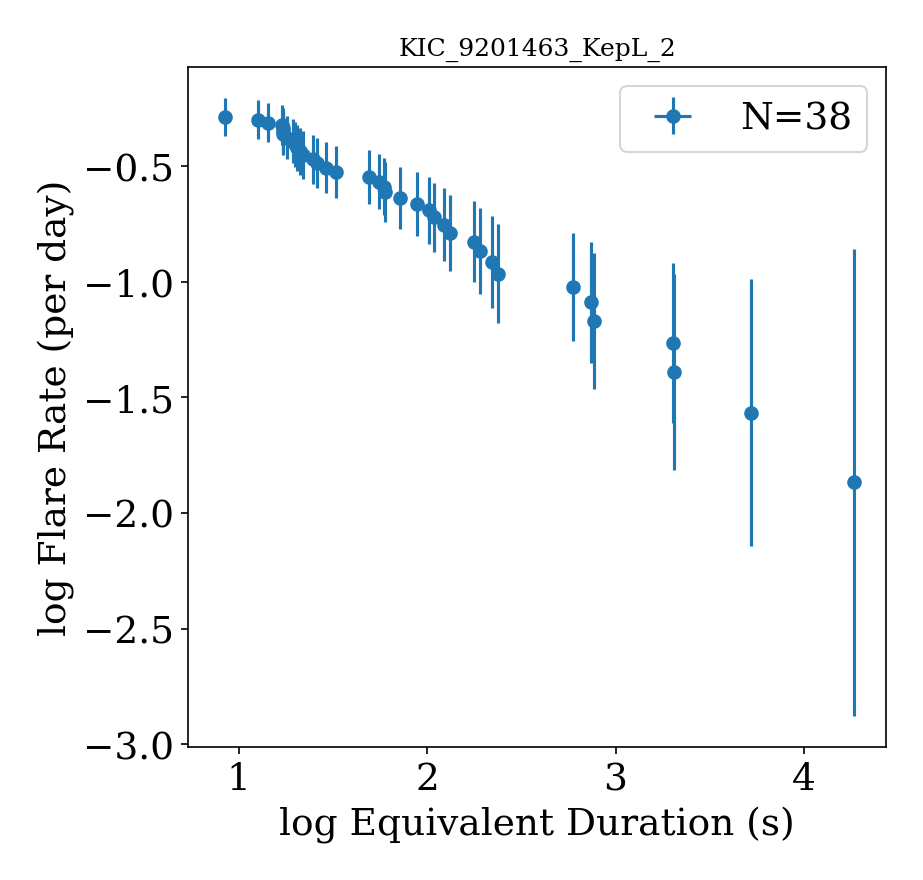 KIC_9201463_KepL_2
N=38
log Flare Rate (per day)
−0.5
−1.0
−1.5
−2.0
−2.5
−3.0
1 2 3 4
log Equivalent Duration (s)